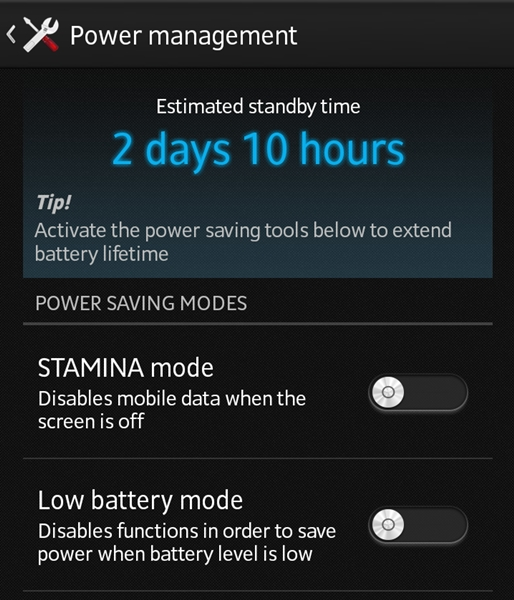 Power management
Estimated standby time
2 days 10 hours
Tip!
Activate the power saving tools below to extend
battery lifetime
POWER SAVING MODES
STAMINA mode
Disables mobile data when the
screen is off
Low battery mode
Disables functions in order to save
power when battery level is low